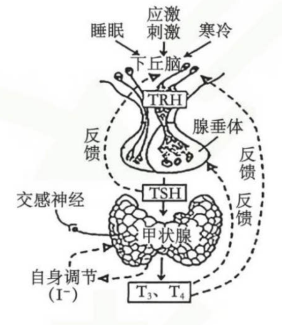 应激
睡眠 刺激 寒冷
下丘脑
TRH
腺垂体
反馈
反馈
反馈
TSH
交感神经
甲状腺
自身调节
(I⁻)
T₃、T₄